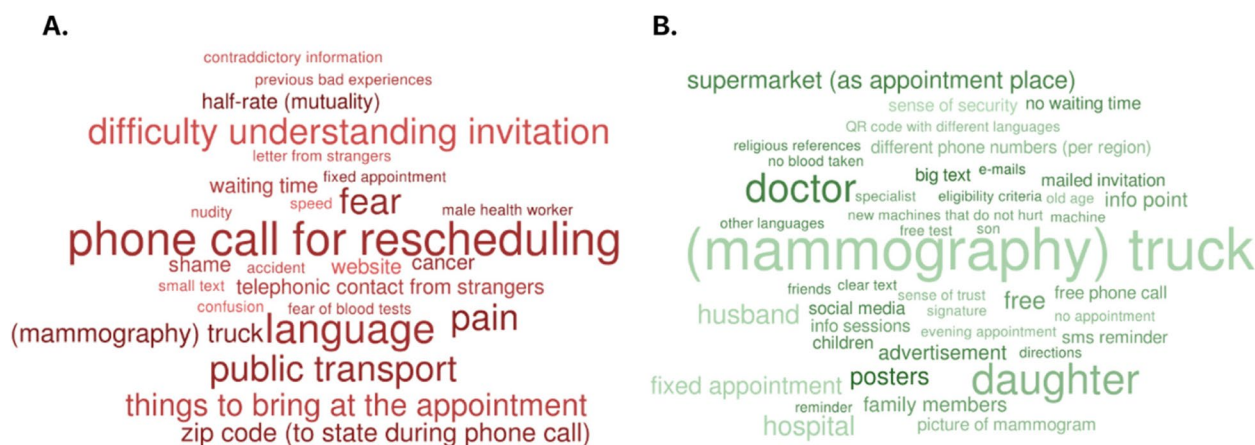 A.
contraddictory information
previous bad experiences
half-rate (mutuality)
difficulty understanding invitation
letter from strangers
fixed appointment
waiting time
speed
fear
nudity
male health worker
phone call for rescheduling
shame
accident
website
cancer
small text
telephonic contact from strangers
confusion
fear of blood tests
(mammography) truck
language
pain
public transport
things to bring at the appointment
zip code (to state during phone call)
B.
supermarket (as appointment place)
sense of security
no waiting time
QR code with different languages
religious references
different phone numbers (per region)
no blood taken
big text
e-mails
mailed invitation
doctor
specialist
eligibility criteria
old age
info point
new machines that do not hurt
machine
other languages
free test
son
(mammography) truck
friends
clear text
sense of trust
free
free phone call
husband
social media
signature
no appointment
info sessions
evening appointment
sms reminder
children
advertisement
directions
fixed appointment
posters
daughter
reminder
family members
hospital
picture of mammogram